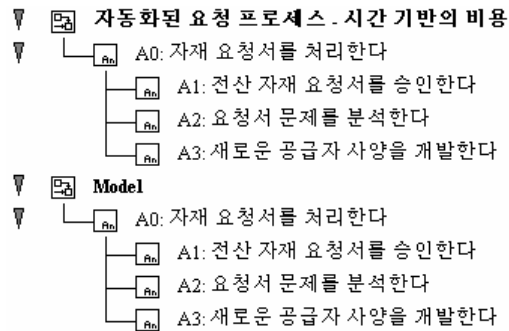 자동화된 요청 프로세스 - 시간 기반의 비용
A0: 자재 요청서를 처리한다
A1: 전산 자재 요청서를 승인한다
A2: 요청서 문제를 분석한다
A3: 새로운 공급자 사양을 개발한다
Model
A0: 자재 요청서를 처리한다
A1: 전산 자재 요청서를 승인한다
A2: 요청서 문제를 분석한다
A3: 새로운 공급자 사양을 개발한다